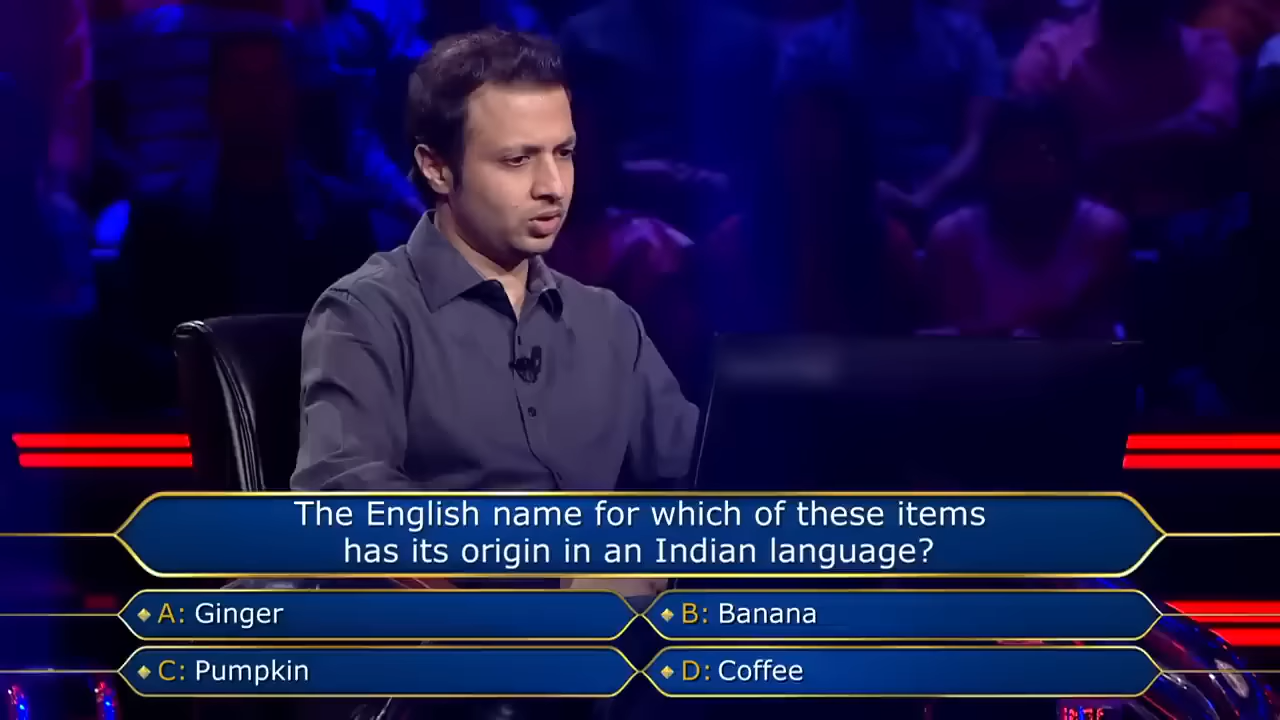 The English name for which of these items
has its origin in an Indian language?
A: Ginger
B: Banana
C: Pumpkin
D: Coffee